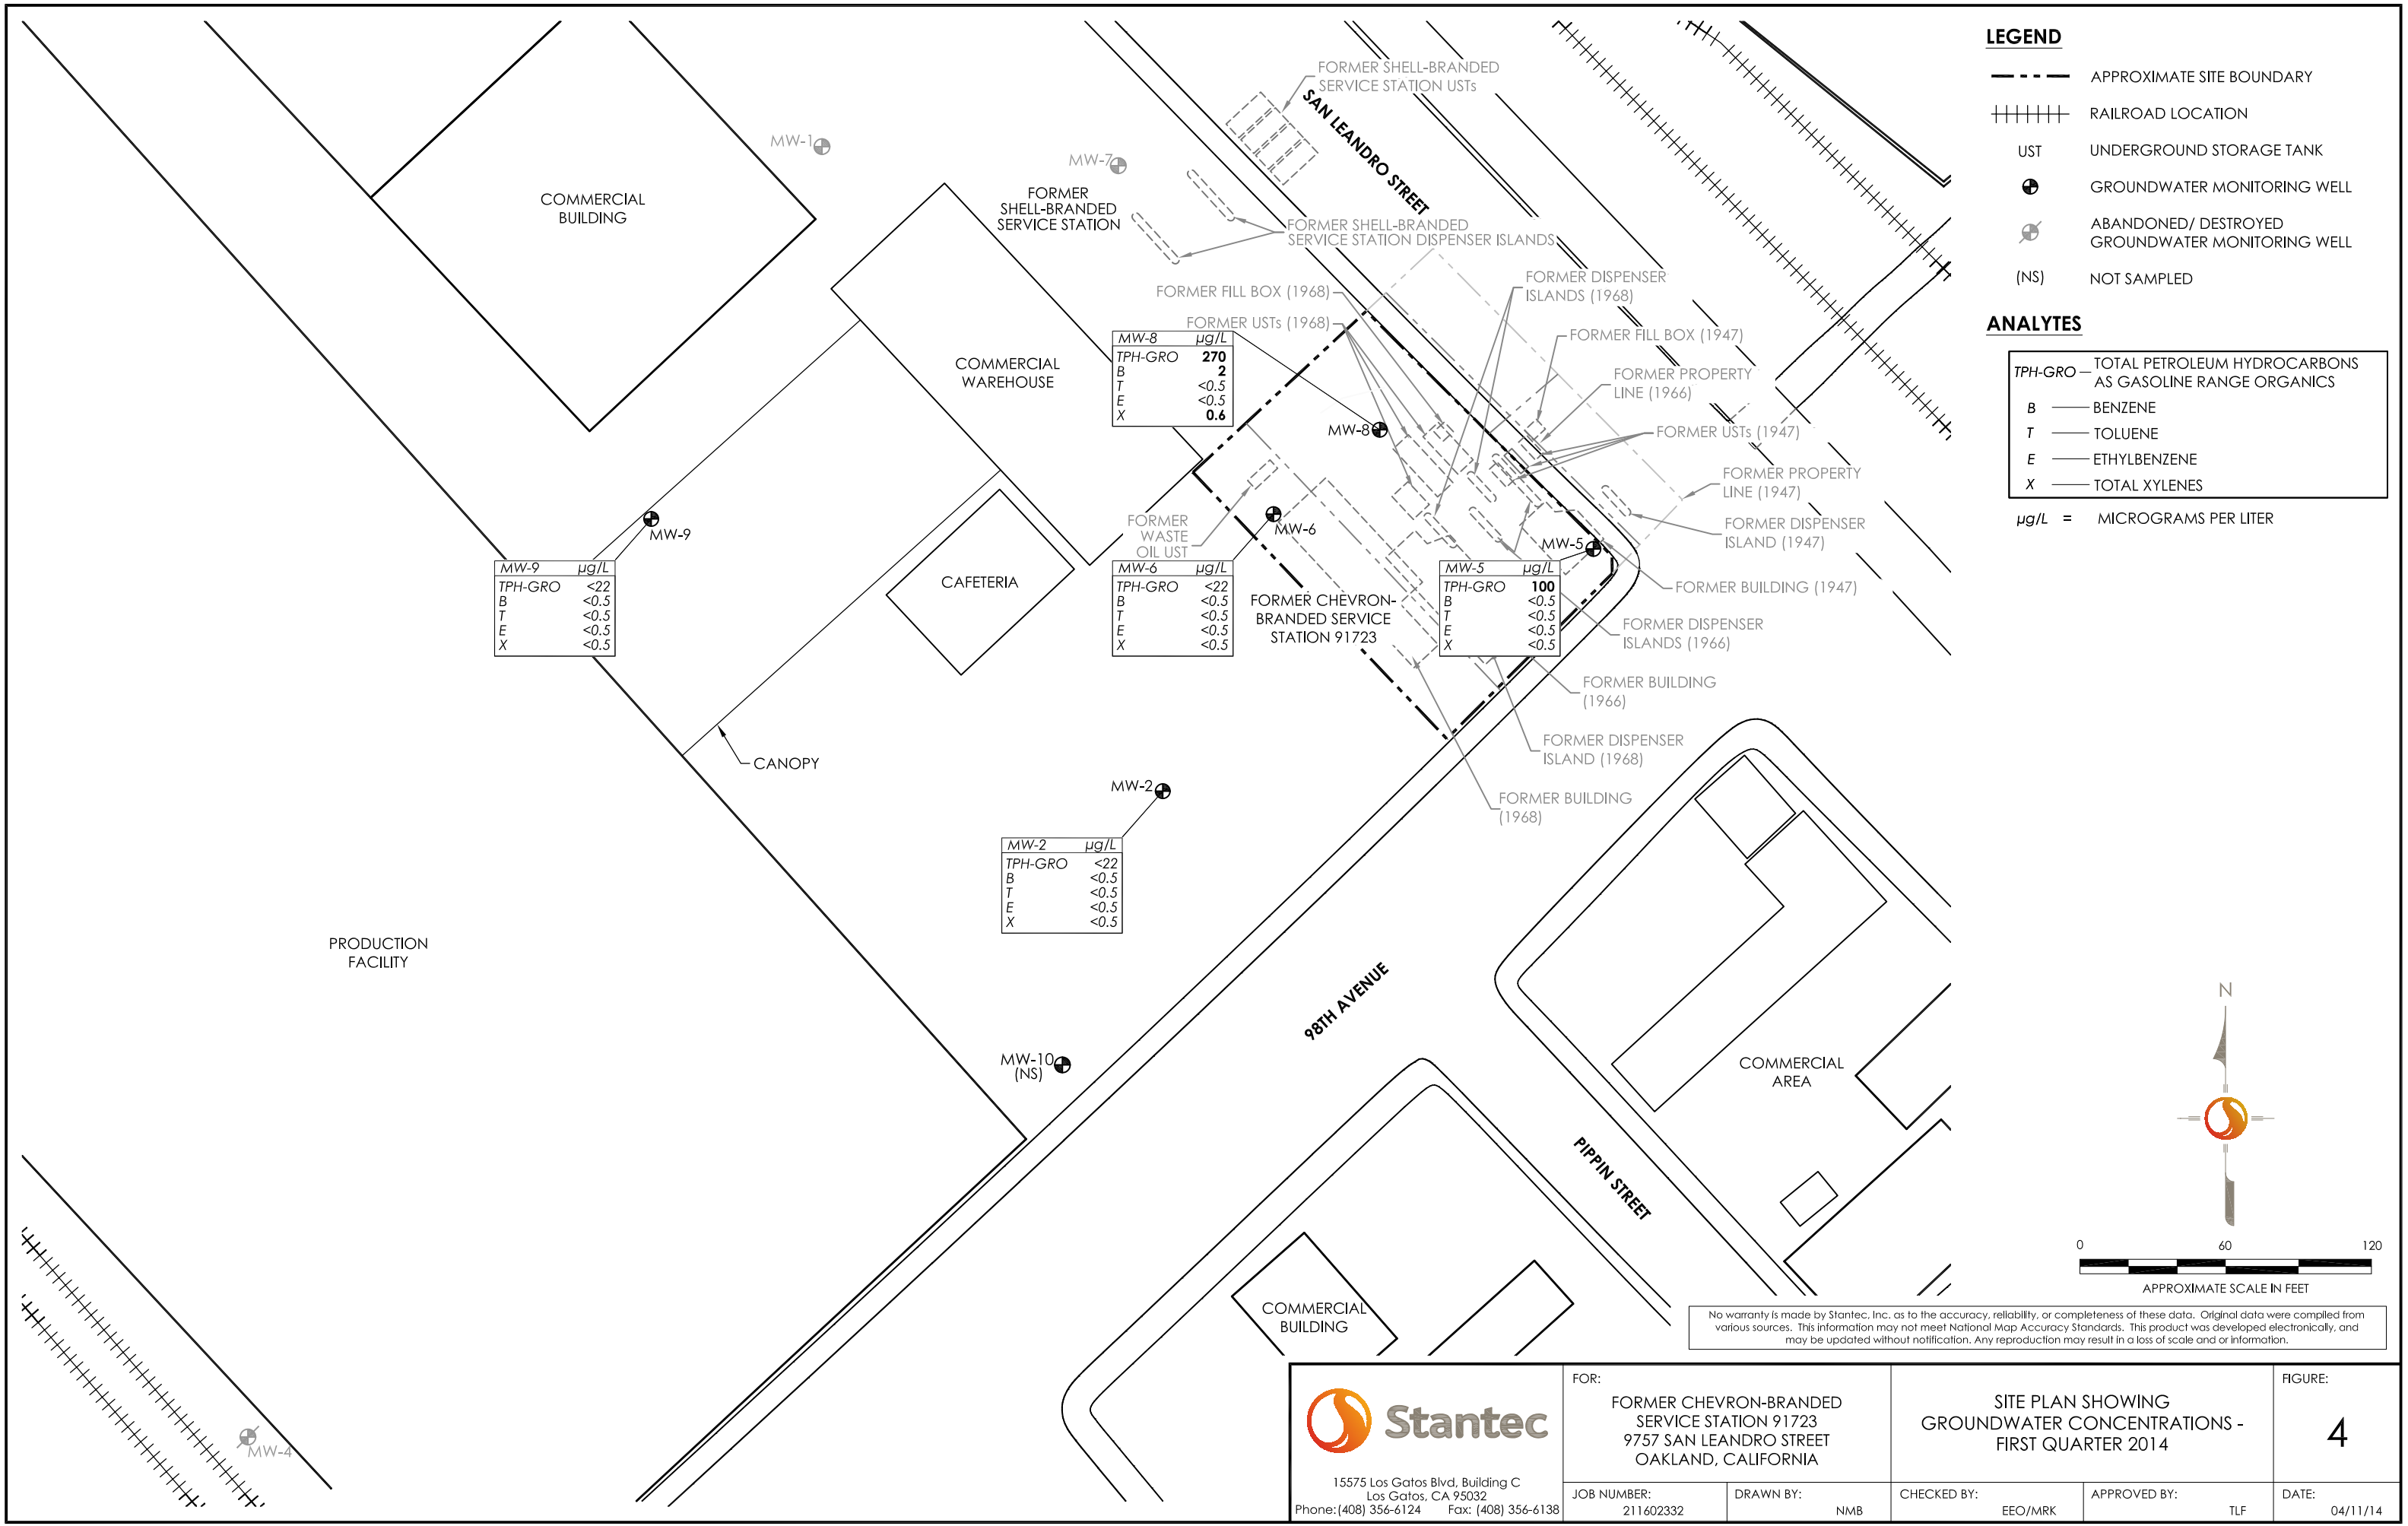 FORMER SHELL-BRANDED
SERVICE STATION USTs
SAN LEANDRO STREET
MW-1
MW-7
COMMERCIAL
BUILDING
FORMER
SHELL-BRANDED
SERVICE STATION
FORMER SHELL-BRANDED
SERVICE STATION DISPENSER ISLANDS
FORMER DISPENSER
ISLANDS (1968)
FORMER FILL BOX (1968)
FORMER USTs (1968)
FORMER FILL BOX (1947)
COMMERCIAL
WAREHOUSE
MW-8 µg/L
TPH-GRO 270
B 2
T <0.5
E <0.5
X 0.6
FORMER PROPERTY
LINE (1966)
MW-8
FORMER USTs (1947)
FORMER PROPERTY
LINE (1947)
MW-9
FORMER
WASTE
OIL UST
MW-6
MW-5
FORMER DISPENSER
ISLAND (1947)
MW-9 µg/L
TPH-GRO <22
B <0.5
T <0.5
E <0.5
X <0.5
CAFETERIA
MW-6 µg/L
TPH-GRO <22
B <0.5
T <0.5
E <0.5
X <0.5
FORMER CHEVRON-
BRANDED SERVICE
STATION 91723
MW-5 µg/L
TPH-GRO 100
B <0.5
T <0.5
E <0.5
X <0.5
FORMER BUILDING (1947)
FORMER DISPENSER
ISLANDS (1966)
FORMER BUILDING
(1966)
FORMER DISPENSER
ISLAND (1968)
FORMER BUILDING
(1968)
CANOPY
MW-2
MW-2 µg/L
TPH-GRO <22
B <0.5
T <0.5
E <0.5
X <0.5
PRODUCTION
FACILITY
98TH AVENUE
MW-10
(NS)
COMMERCIAL
AREA
PIPPIN STREET
COMMERCIAL
BUILDING
MW-4
LEGEND
APPROXIMATE SITE BOUNDARY
RAILROAD LOCATION
UST UNDERGROUND STORAGE TANK
GROUNDWATER MONITORING WELL
ABANDONED/ DESTROYED
GROUNDWATER MONITORING WELL
(NS) NOT SAMPLED
ANALYTES
TPH-GRO TOTAL PETROLEUM HYDROCARBONS
AS GASOLINE RANGE ORGANICS
B BENZENE
T TOLUENE
E ETHYLBENZENE
X TOTAL XYLENES
µg/L = MICROGRAMS PER LITER
N
0 60 120
APPROXIMATE SCALE IN FEET
No warranty is made by Stantec, Inc. as to the accuracy, reliability, or completeness of these data. Original data were compiled from
various sources. This information may not meet National Map Accuracy Standards. This product was developed electronically, and
may be updated without notification. Any reproduction may result in a loss of scale and or information.
Stantec
15575 Los Gatos Blvd, Building C
Los Gatos, CA 95032
Phone:(408) 356-6124 Fax: (408) 356-6138
FOR:
FORMER CHEVRON-BRANDED
SERVICE STATION 91723
9757 SAN LEANDRO STREET
OAKLAND, CALIFORNIA
SITE PLAN SHOWING
GROUNDWATER CONCENTRATIONS -
FIRST QUARTER 2014
FIGURE:
4
JOB NUMBER:
211602332
DRAWN BY:
NMB
CHECKED BY:
EEO/MRK
APPROVED BY:
TLF
DATE:
04/11/14